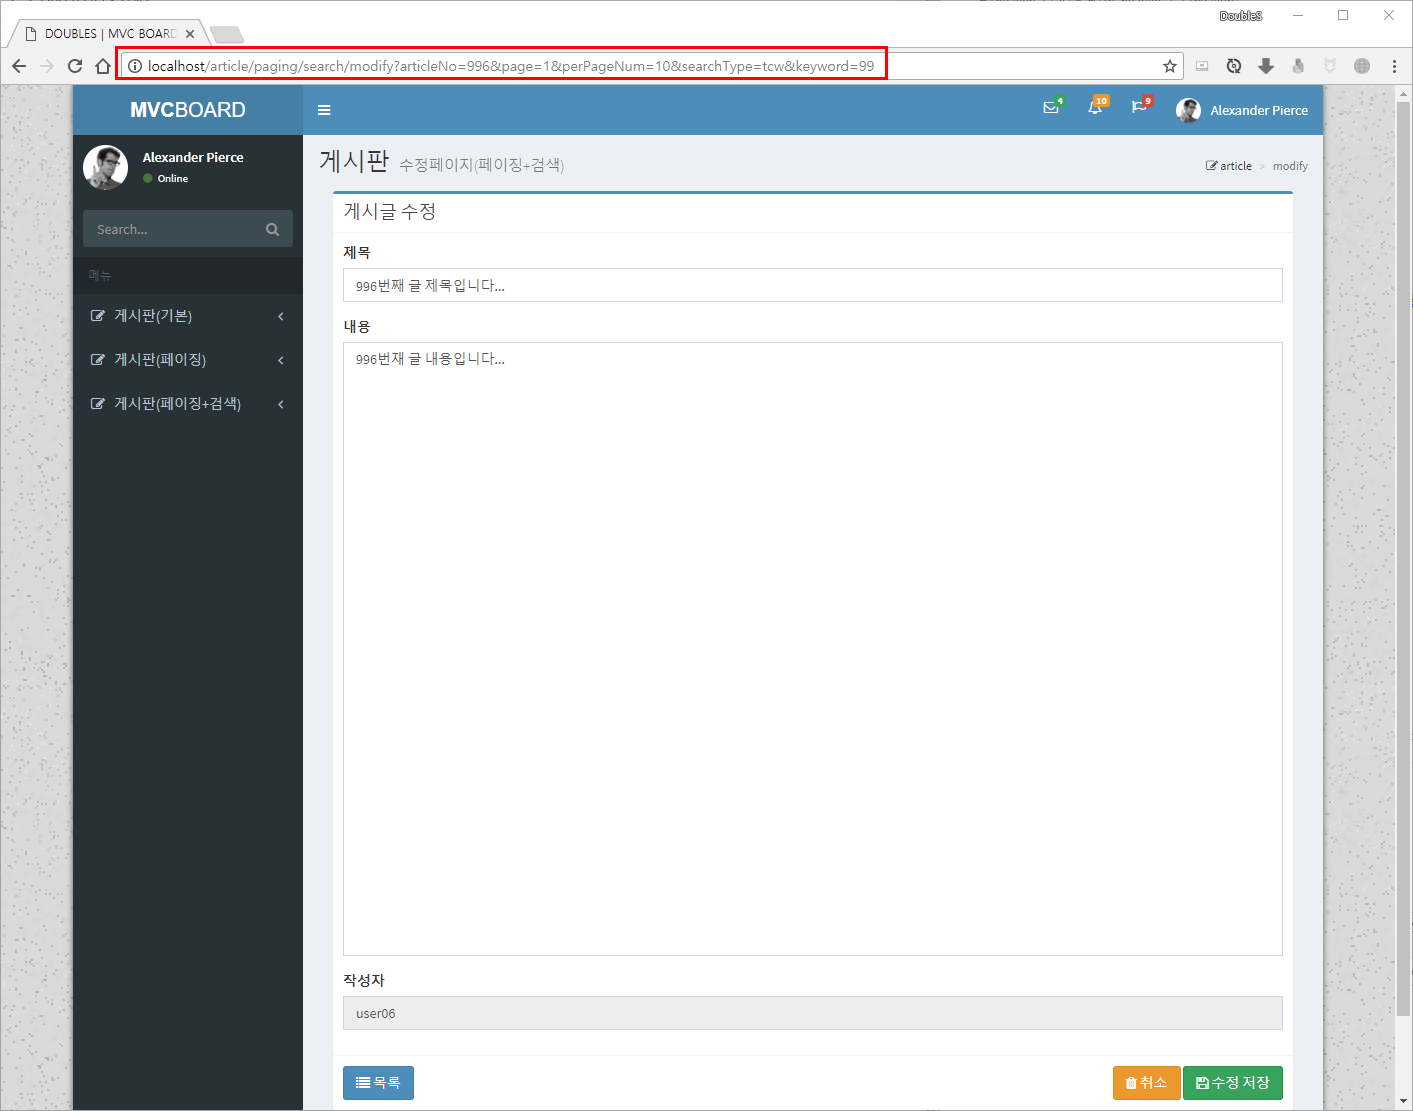 DoubleS
DOUBLES | MVC BOARD
localhost/article/paging/search/modify?articleNo=996&page=1&perPageNum=10&searchType=tcw&keyword=99
MVCBOARD
4
10
9
Alexander Pierce
Alexander Pierce
Online
Search...
메뉴
게시판(기본)
게시판(페이징)
게시판(페이징+검색)
게시판 수정페이지(페이징+검색)
article > modify
게시글 수정
제목
996번째 글 제목입니다...
내용
996번재 글 내용입니다...
작성자
user06
목록
취소
수정 저장